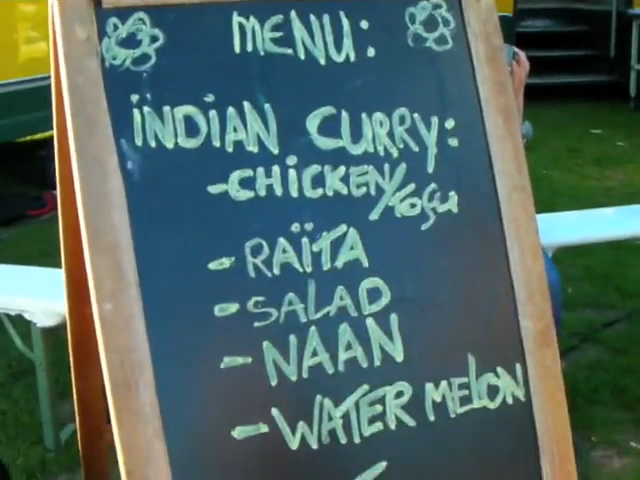 MENU:
iNDiAN CURRY:
-CHiCKEN/Tofu
- RAÏTA
- SALAD
- NAAN
- WATER MELON